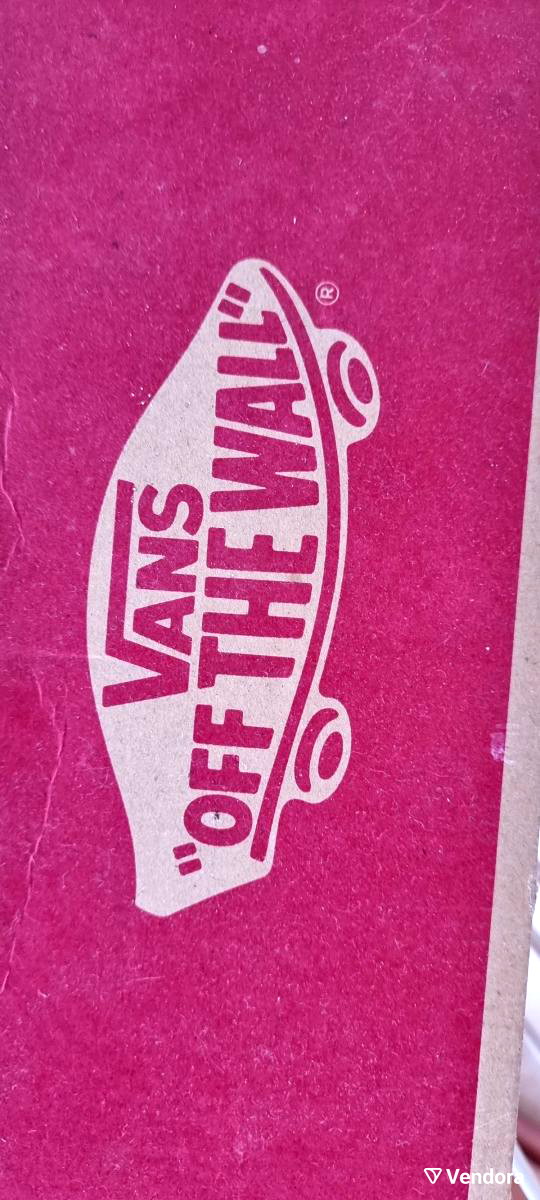 VANS
"OFF THE WALL"
®
Vendora